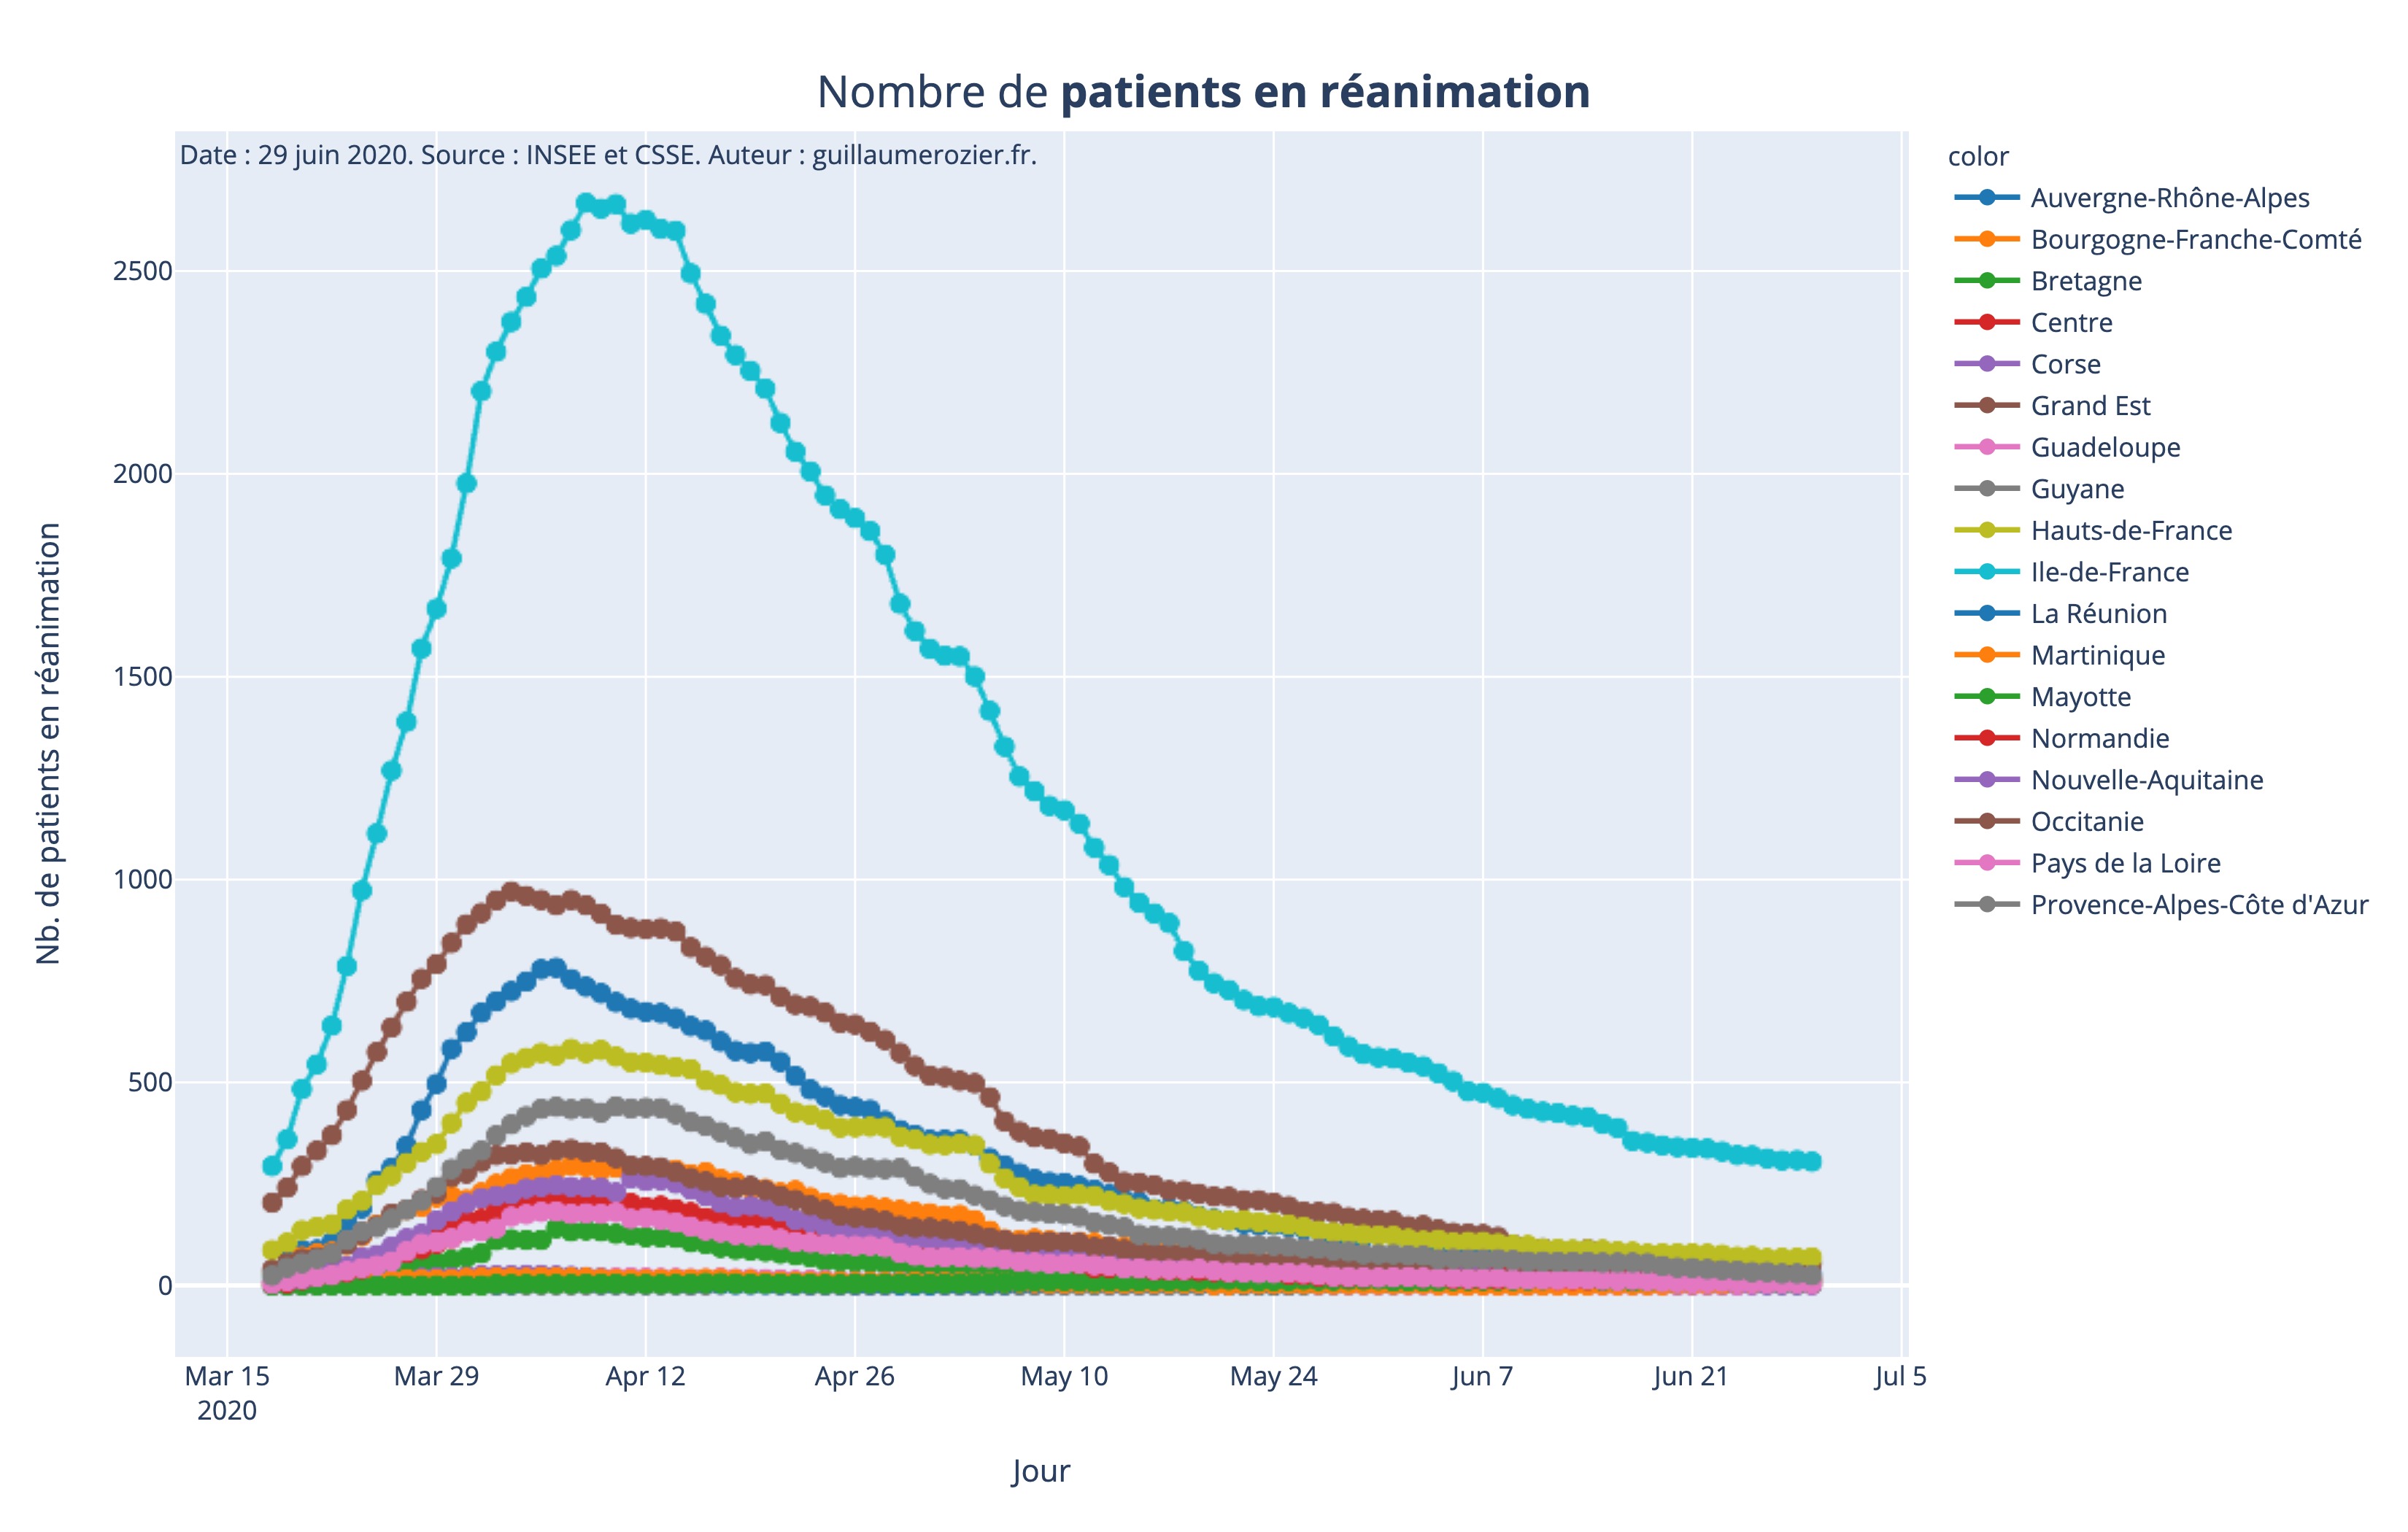 Nombre de patients en réanimation
Date : 29 juin 2020. Source : INSEE et CSSE. Auteur : guillaumerozier.fr.
Nb. de patients en réanimation
2500
2000
1500
1000
500
0
Mar 15
2020
Mar 29
Apr 12
Apr 26
May 10
May 24
Jun 7
Jun 21
Jul 5
Jour
color
Auvergne-Rhône-Alpes
Bourgogne-Franche-Comté
Bretagne
Centre
Corse
Grand Est
Guadeloupe
Guyane
Hauts-de-France
Ile-de-France
La Réunion
Martinique
Mayotte
Normandie
Nouvelle-Aquitaine
Occitanie
Pays de la Loire
Provence-Alpes-Côte d'Azur